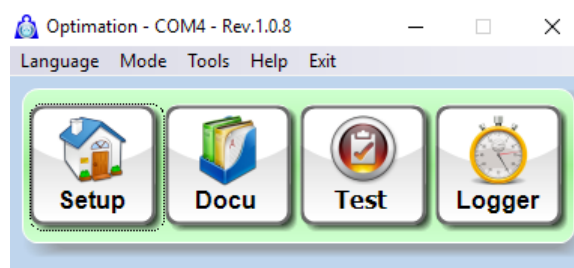 Optimation - COM4 - Rev.1.0.8
Language Mode Tools Help Exit
Setup Docu Test Logger